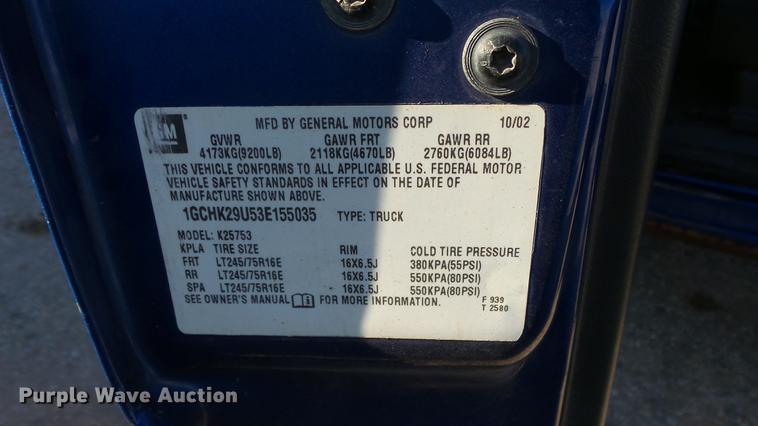 GM
MFD BY GENERAL MOTORS CORP 10/02
GVWR GAWR FRT GAWR RR
4173KG(9200LB) 2118KG(4670LB) 2760KG(6084LB)
THIS VEHICLE CONFORMS TO ALL APPLICABLE U.S. FEDERAL MOTOR
VEHICLE SAFETY STANDARDS IN EFFECT ON THE DATE OF
MANUFACTURE SHOWN ABOVE.
1GCHK29U53E155035 TYPE: TRUCK
MODEL: K25753
KPLA TIRE SIZE RIM COLD TIRE PRESSURE
FRT LT245/75R16E 16X6.5J 380KPA(55PSI)
RR LT245/75R16E 16X6.5J 550KPA(80PSI)
SPA LT245/75R16E 16X6.5J 550KPA(80PSI)
SEE OWNER'S MANUAL FOR MORE INFORMATION.
F 939
T 2580
Purple Wave Auction